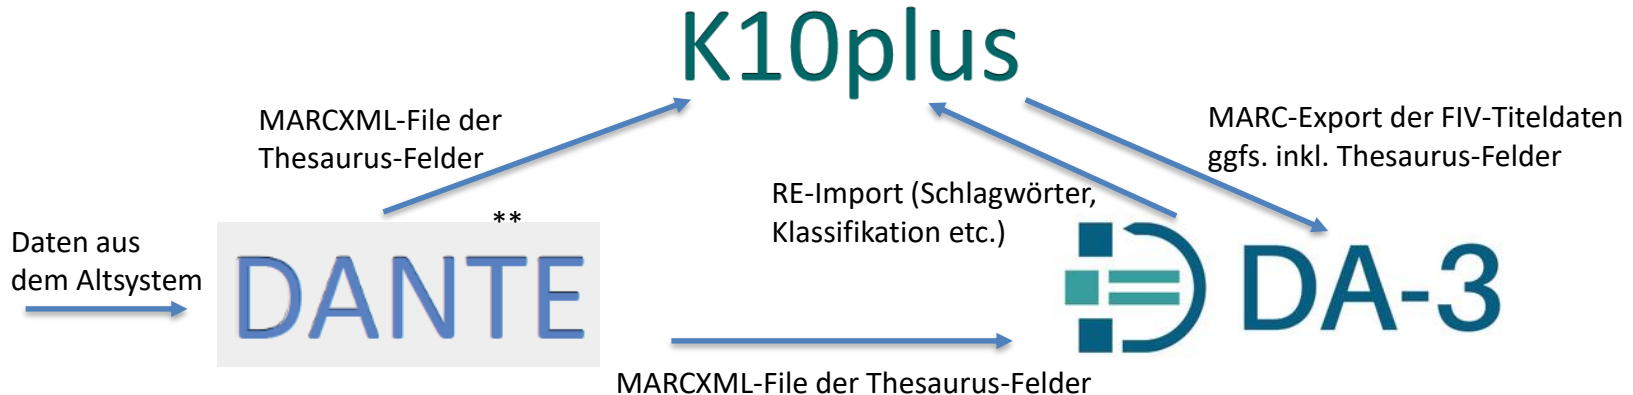 K10plus
MARCXML-File der
Thesaurus-Felder
MARC-Export der FIV-Titeldaten
ggfs. inkl. Thesaurus-Felder
RE-Import (Schlagwörter,
Klassifikation etc.)
**
Daten aus
dem Altsystem
DANTE
DA-3
MARCXML-File der Thesaurus-Felder